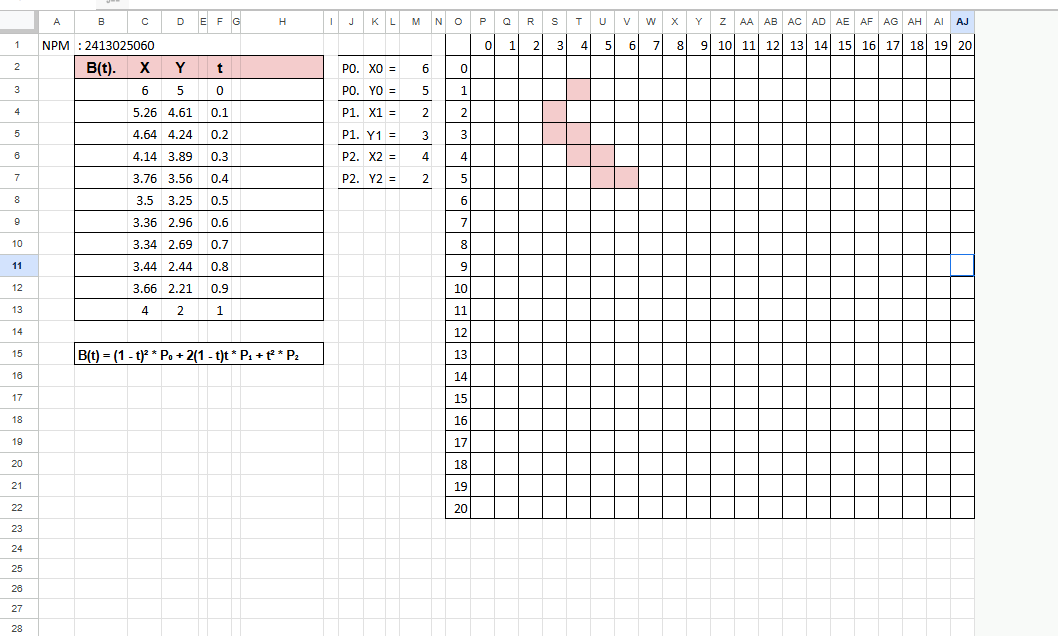 A B C D E F G H I J K L M N O P Q R S T U V W X Y Z AA AB AC AD AE AF AG AH AI AJ
1 NPM : 2413025060 0 1 2 3 4 5 6 7 8 9 10 11 12 13 14 15 16 17 18 19 20
2 B(t). X Y t P0. X0 = 6 0
3 6 5 0 P0. Y0 = 5 1
4 5.26 4.61 0.1 P1. X1 = 2 2
5 4.64 4.24 0.2 P1. Y1 = 3 3
6 4.14 3.89 0.3 P2. X2 = 4 4
7 3.76 3.56 0.4 P2. Y2 = 2 5
8 3.5 3.25 0.5 6
9 3.36 2.96 0.6 7
10 3.34 2.69 0.7 8
11 3.44 2.44 0.8 9
12 3.66 2.21 0.9 10
13 4 2 1 11
14 12
15 B(t) = (1 - t)² * P₀ + 2(1 - t)t * P₁ + t² * P₂ 13
16 14
17 15
18 16
19 17
20 18
21 19
22 20
23
24
25
26
27
28